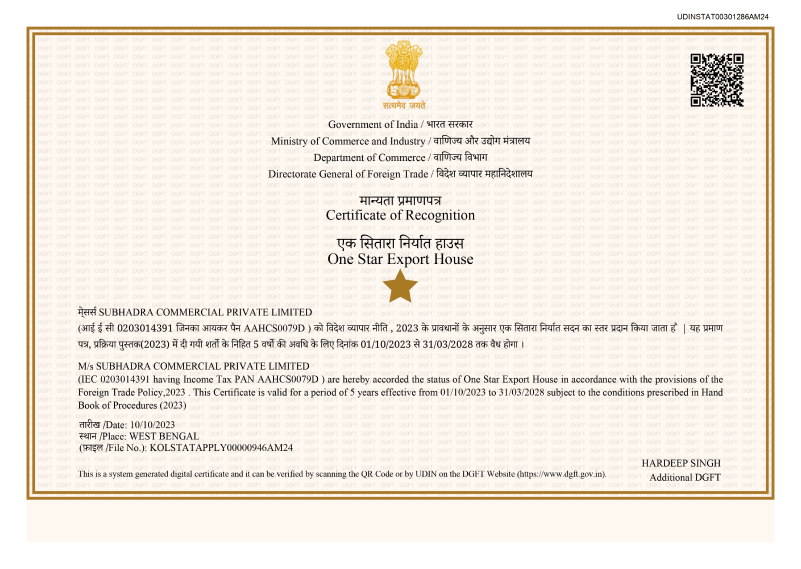 UDINSTAT00301286AM24
सत्यमेव जयते
Government of India / भारत सरकार
Ministry of Commerce and Industry / वाणिज्य और उद्योग मंत्रालय
Department of Commerce / वाणिज्य विभाग
Directorate General of Foreign Trade / विदेश व्यापार महानिदेशालय
मान्यता प्रमाणपत्र
Certificate of Recognition
एक सितारा निर्यात हाउस
One Star Export House
मे्सर्स SUBHADRA COMMERCIAL PRIVATE LIMITED
(आई ई सी 0203014391 जिनका आयकर पैन AAHCS0079D ) को विदेश व्यापार नीति , 2023 के प्रावधानों के अनुसार एक सितारा निर्यात सदन का स्तर प्रदान किया जाता है | यह प्रमाण
पत्र, प्रक्रिया पुस्तक(2023) में दी गयी शर्तो के निहित 5 वर्षो की अवधि के लिए दिनांक 01/10/2023 से 31/03/2028 तक वैध होगा ।
M/s SUBHADRA COMMERCIAL PRIVATE LIMITED
(IEC 0203014391 having Income Tax PAN AAHCS0079D ) are hereby accorded the status of One Star Export House in accordance with the provisions of the
Foreign Trade Policy,2023 . This Certificate is valid for a period of 5 years effective from 01/10/2023 to 31/03/2028 subject to the conditions prescribed in Hand
Book of Procedures (2023)
तारीख /Date: 10/10/2023
स्थान /Place: WEST BENGAL
(फ़ाइल /File No.): KOLSTATAPPLY00000946AM24
HARDEEP SINGH
This is a system generated digital certificate and it can be verified by scanning the QR Code or by UDIN on the DGFT Website (https://www.dgft.gov.in).
Additional DGFT